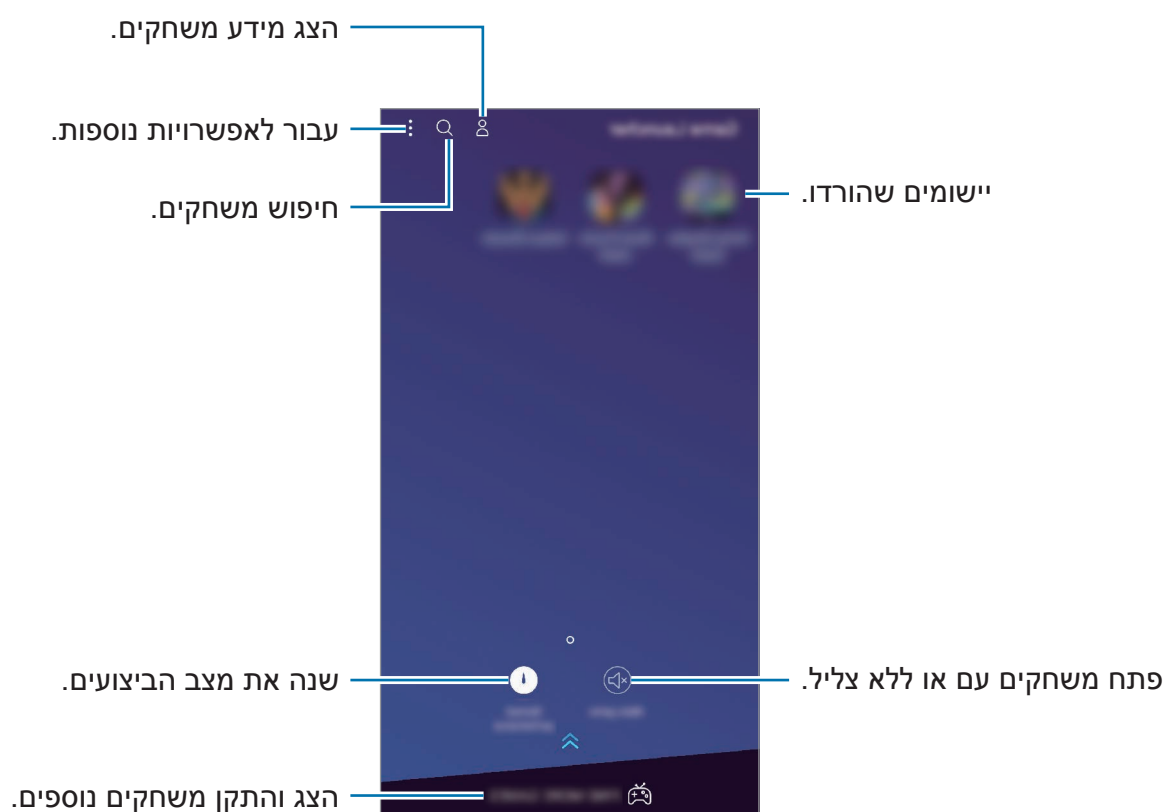 הצג מידע משחקים.
עבור לאפשרויות נוספות.
חיפוש משחקים.
יישומים שהורדו.
שנה את מצב הביצועים.
פתח משחקים עם או ללא צליל.
הצג והתקן משחקים נוספים.